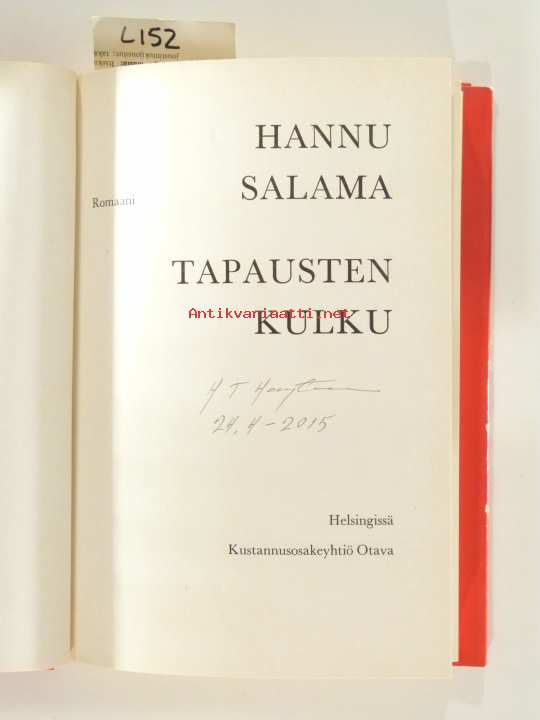 L152
HANNU
SALAMA
Romaani
TAPAUSTEN
Antikvariaatti.net
KULKU
H T
24.4-2015
Helsingissä
Kustannusosakeyhtiö Otava